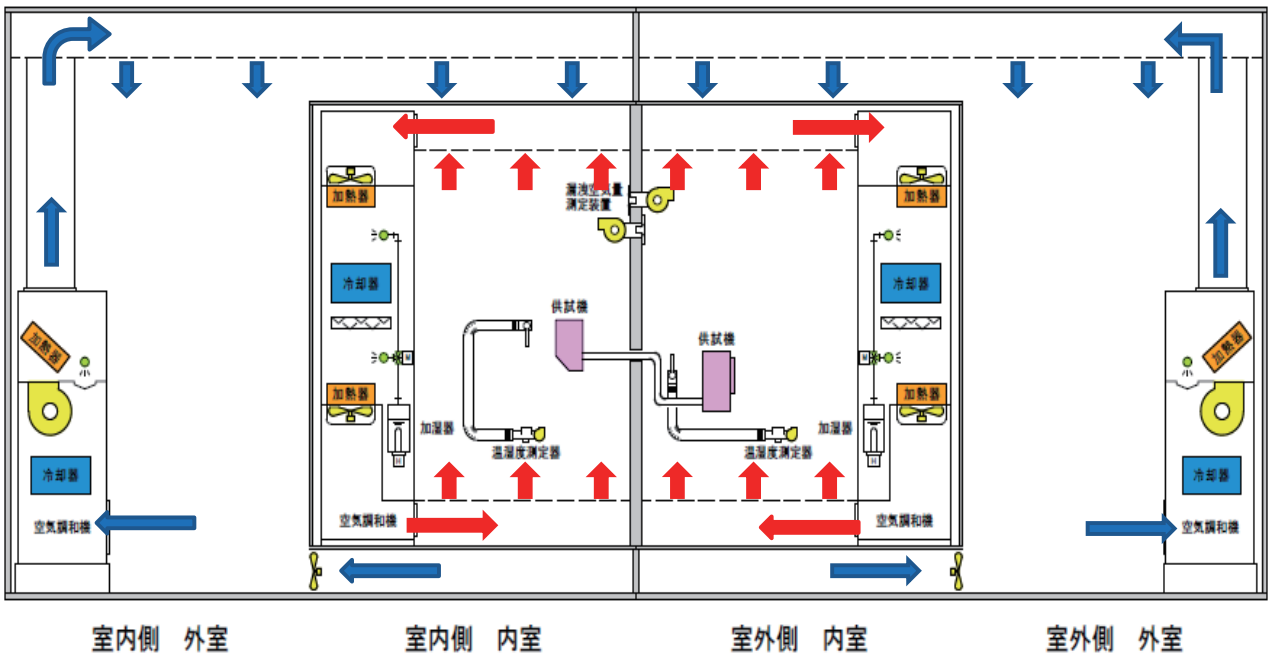 漏洩空気量
測定装置
加熱器
加熱器
冷却器
冷却器
供試機
供試機
加熱器
加熱器
加熱器
加熱器
加湿器
M
加湿器
M
温湿度測定器
温湿度測定器
冷却器
冷却器
H
H
空気調和機
空気調和機
空気調和機
空気調和機
室内側 外室
室内側 内室
室外側 内室
室外側 外室